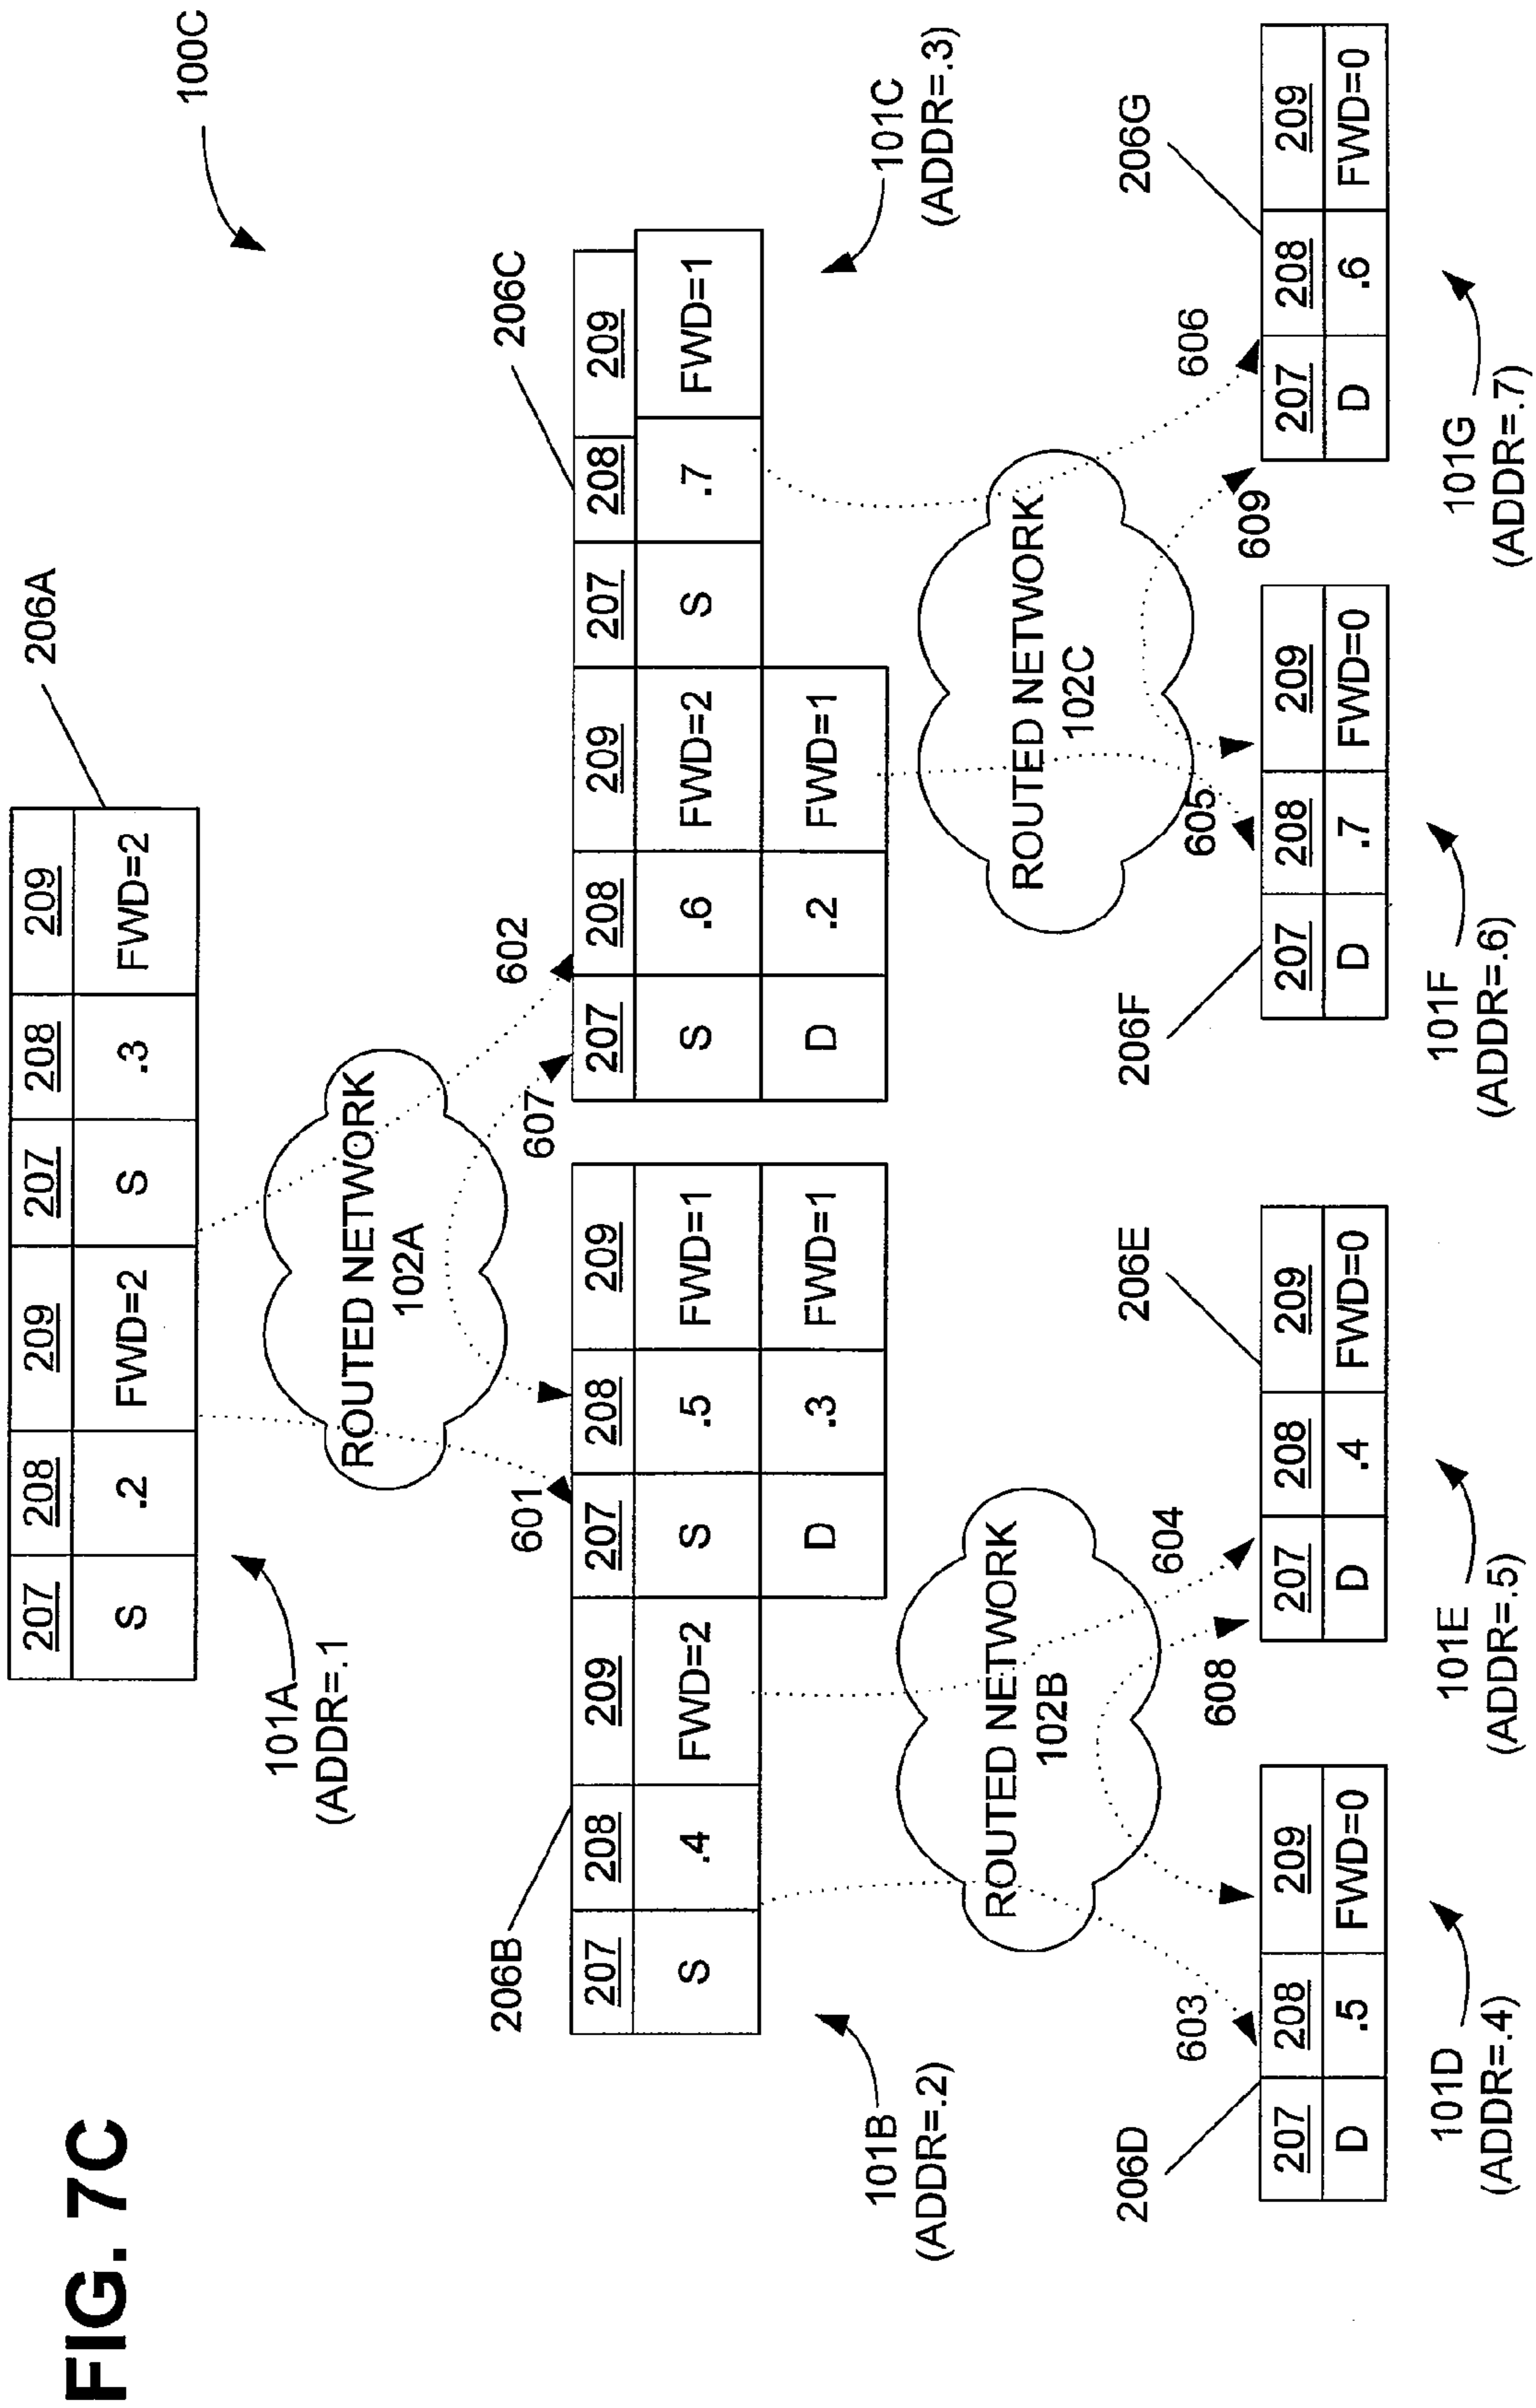 FIG. 7C
100C
206A
207 208 209 207 208 209
S .2 FWD=2 S .3 FWD=2
101A
(ADDR=.1
ROUTED NETWORK
102A
601
607
602
206B
206C
207 208 209 207 208 209
S .4 FWD=2 S .5 FWD=1
D .3 FWD=1
207 208 209 207 208 209
S .6 FWD=2 S .7 FWD=1
D .2 FWD=1
101B
(ADDR=.2)
101C
(ADDR=.3)
ROUTED NETWORK
102B
ROUTED NETWORK
102C
603
608
604
605
609
606
206D
206E
206F
206G
207 208 209
D .5 FWD=0
207 208 209
D .4 FWD=0
207 208 209
D .7 FWD=0
207 208 209
D .6 FWD=0
101D
(ADDR=.4)
101E
(ADDR=.5)
101F
(ADDR=.6)
101G
(ADDR=.7)